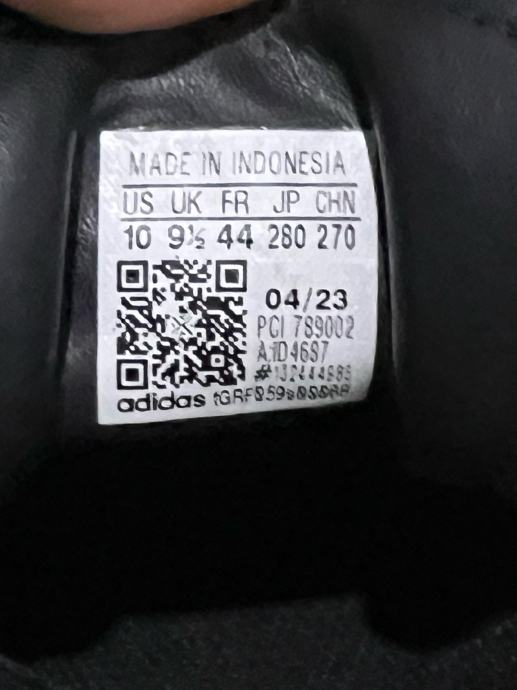 MADE IN INDONESIA
US UK FR JP CHN
10 9½ 44 280 270
04/23
PCI 789002
adidas